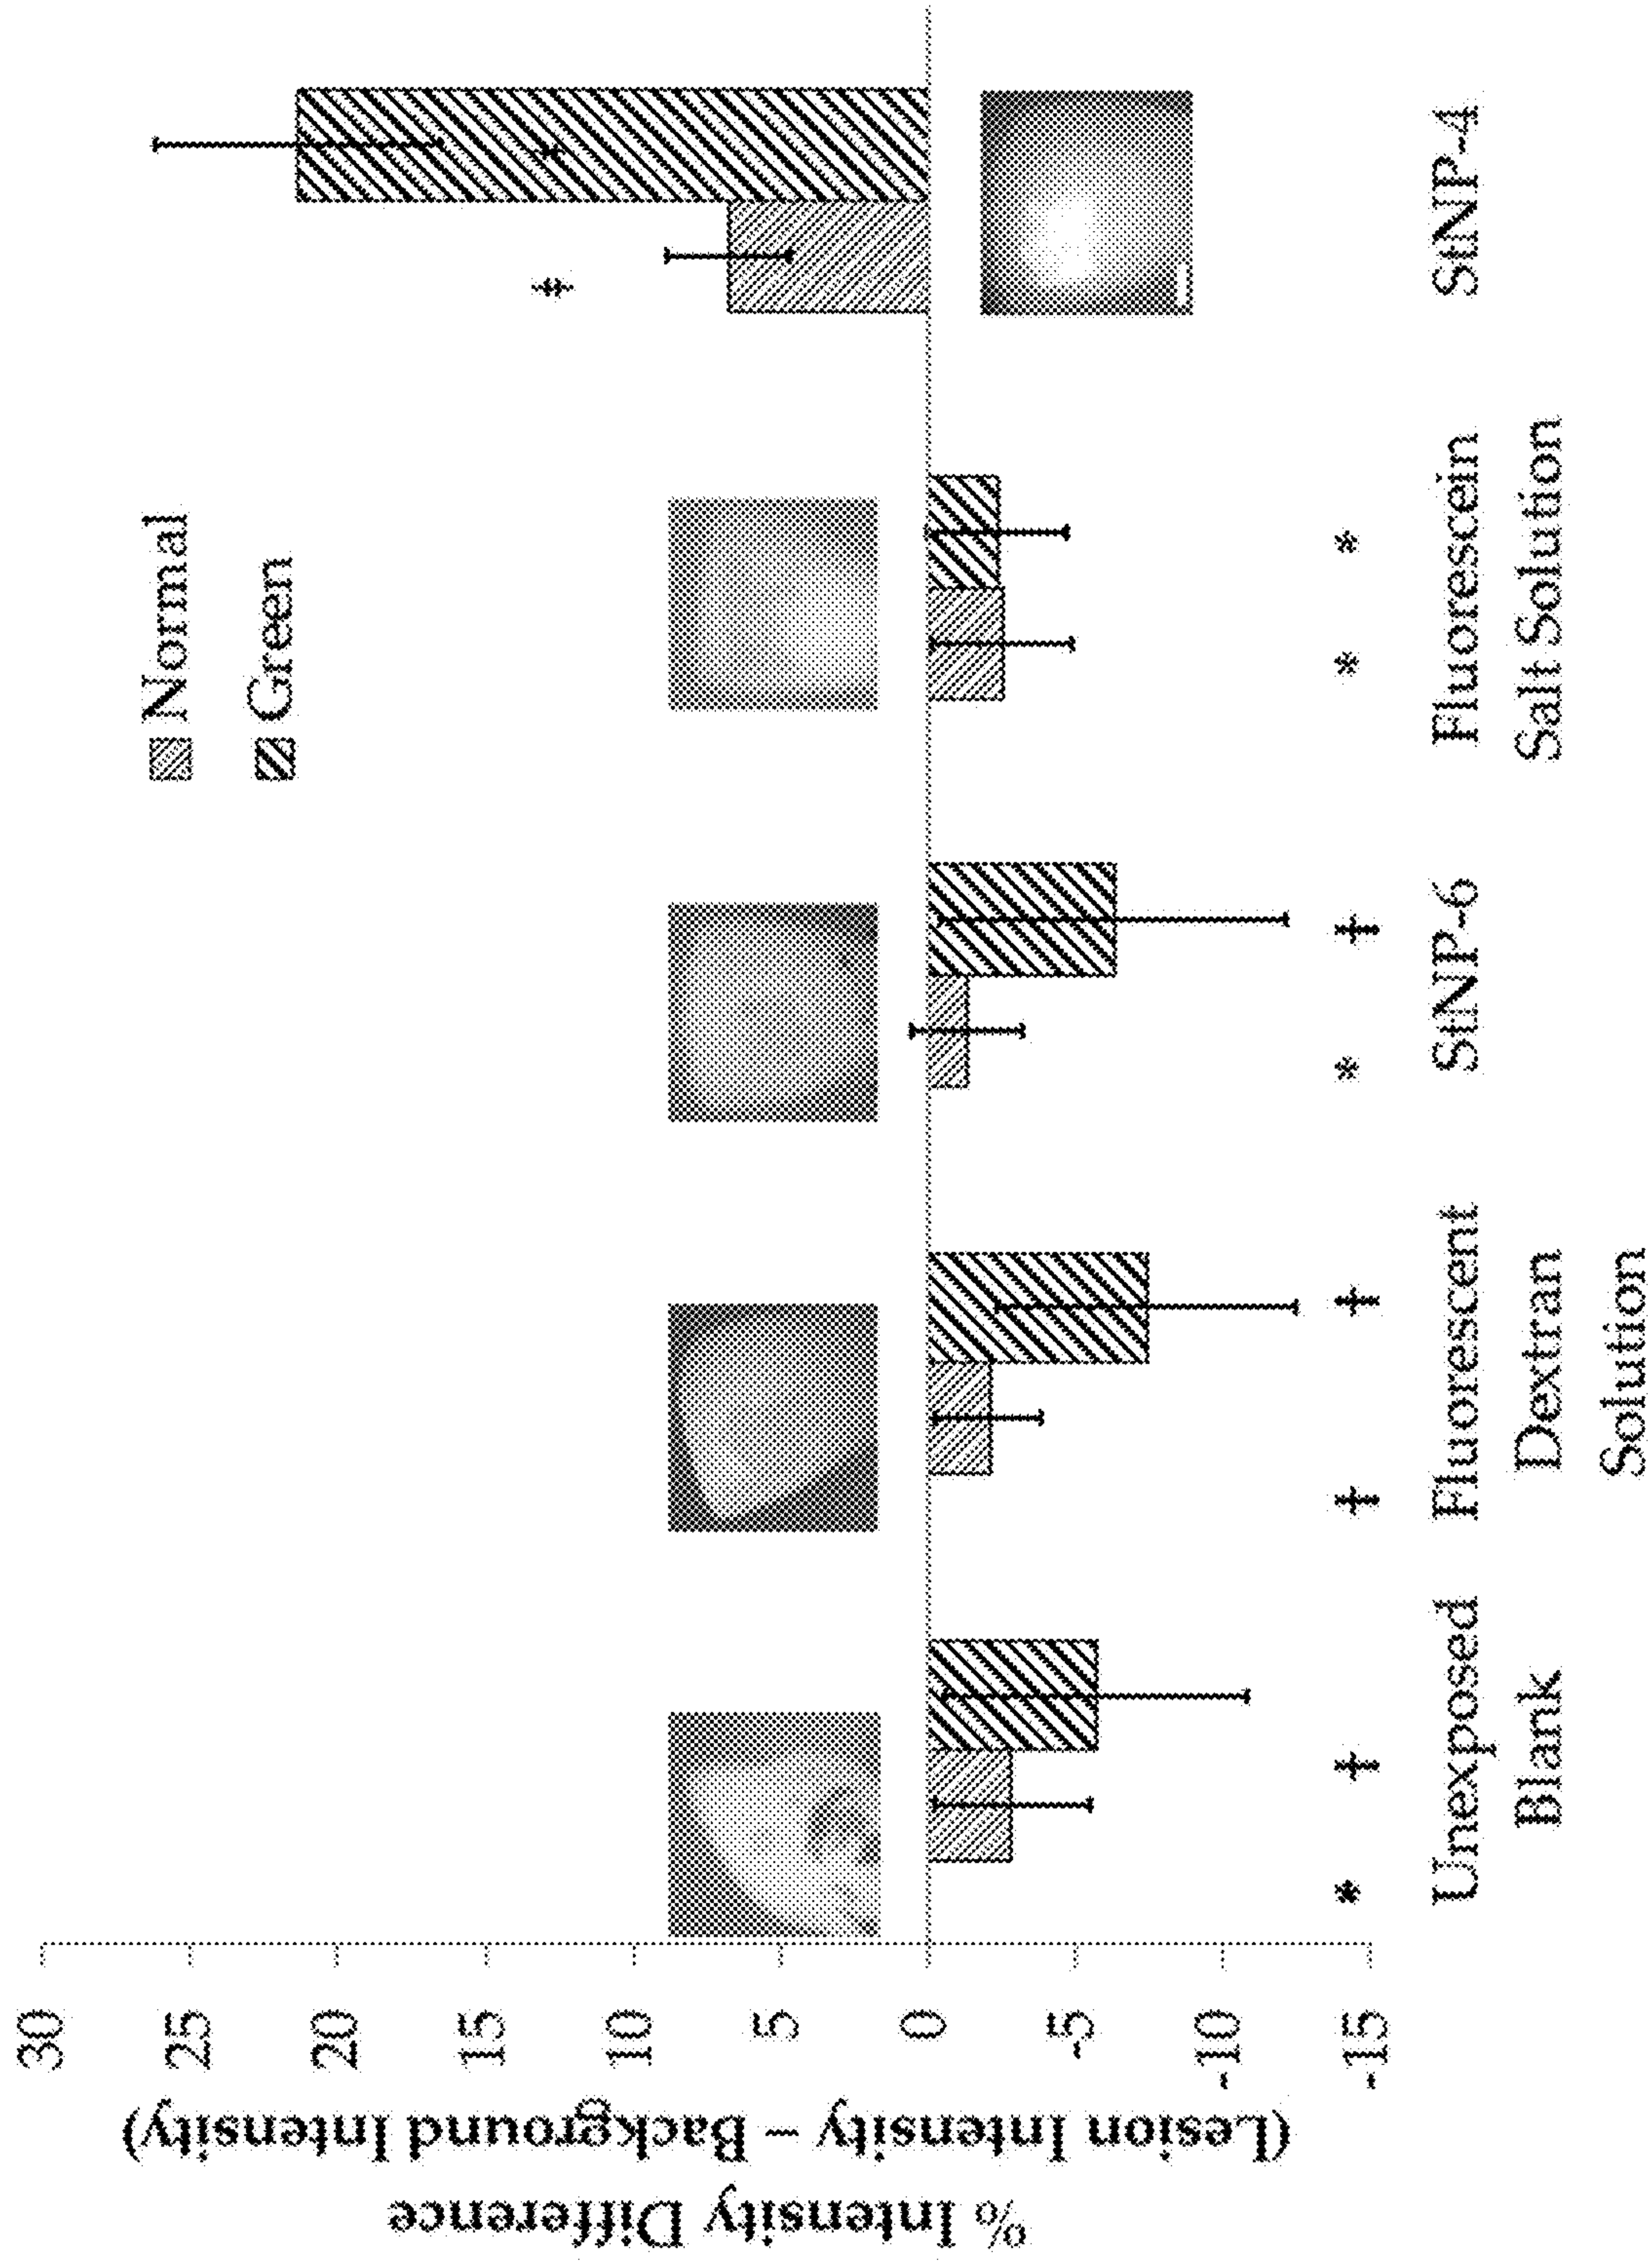 % Intensity Difference
(Lesion Intensity – Background Intensity)
30
25
20
15
10
5
0
-5
-10
-15
Normal
Green
‡ ‡
* † † † * † * *
Unexposed
Blank
Fluorescent
Dextran
Solution
StNP-6
Fluorescein
Salt Solution
StNP-4